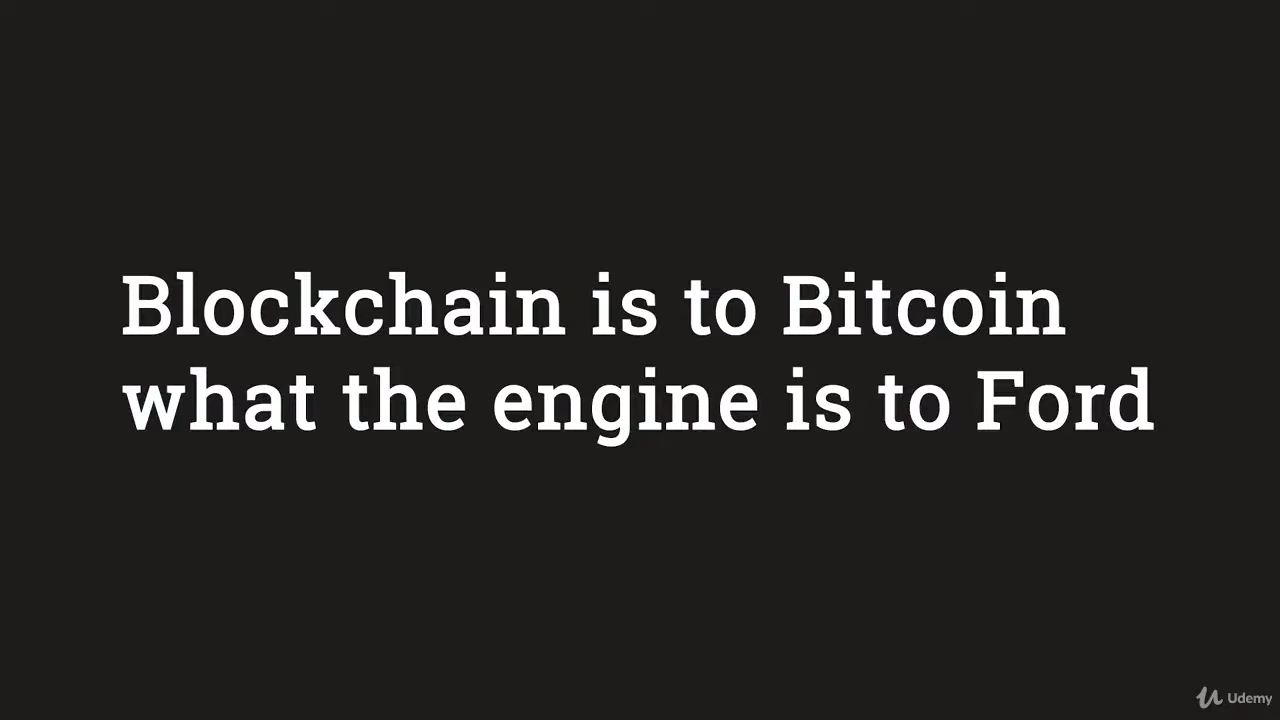 Blockchain is to Bitcoin
what the engine is to Ford
Udemy